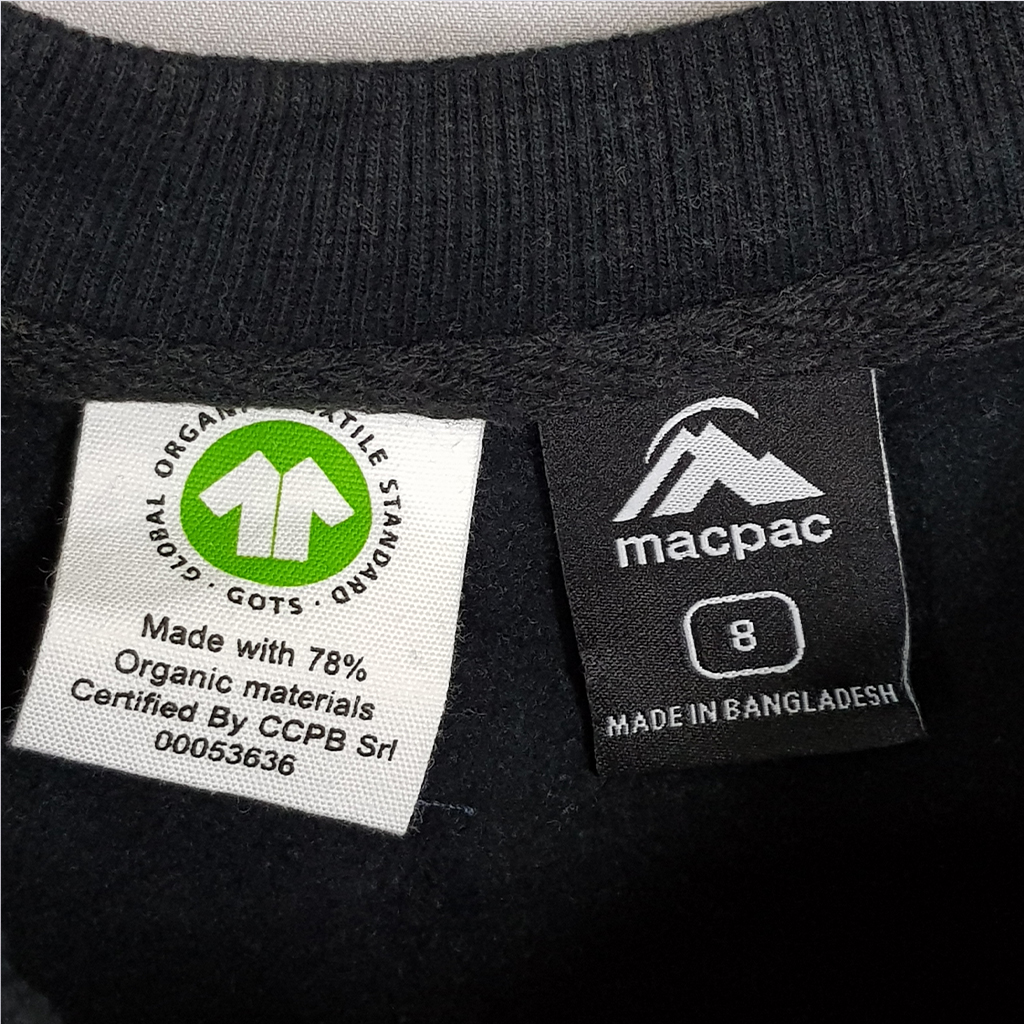 GLOBAL ORGANIC TEXTILE STANDARD · GOTS ·
Made with 78%
Organic materials
Certified By CCPB Srl
00053636
macpac
8
MADE IN BANGLADESH